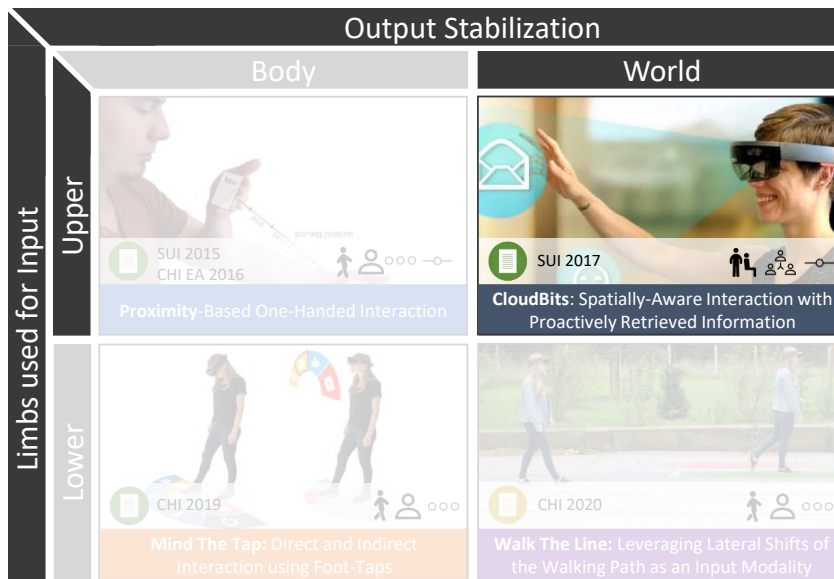 Output Stabilization
Body
World
Limbs used for Input
Upper
starting position
SUI 2015
CHI EA 2016
Proximity-Based One-Handed Interaction
SUI 2017
CloudBits: Spatially-Aware Interaction with
Proactively Retrieved Information
Lower
CHI 2019
Mind The Tap: Direct and Indirect
Interaction using Foot-Taps
CHI 2020
Walk The Line: Leveraging Lateral Shifts of
the Walking Path as an Input Modality